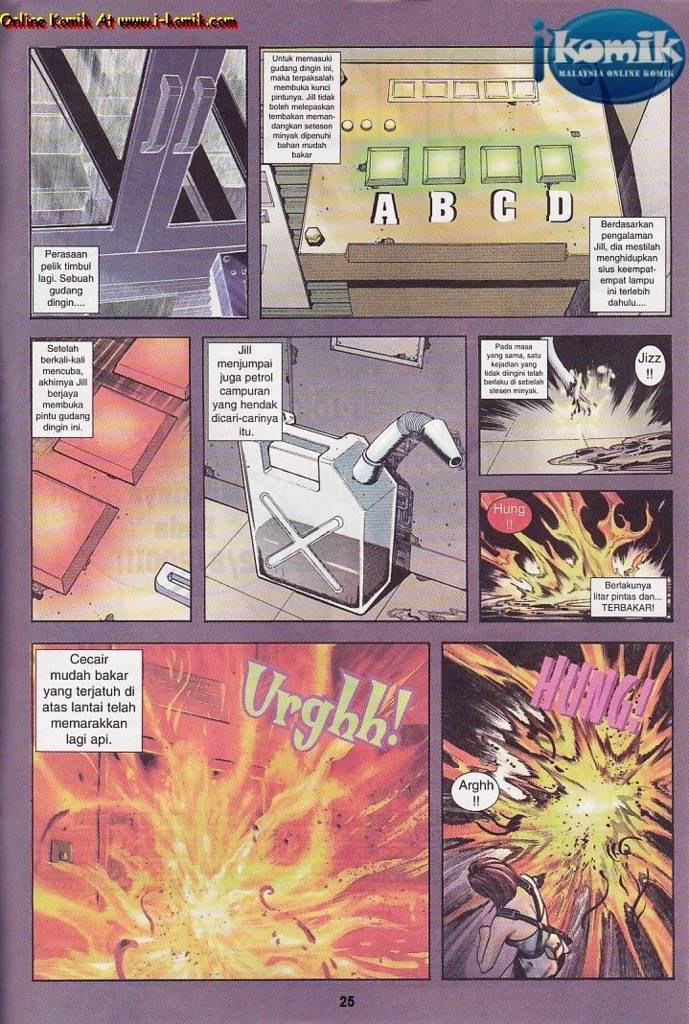 Online Komik At www.i-komik.com
ikomik
MALAYSIA ONLINE KOMIK
Perasaan
pelik timbul
lagi. Sebuah
gudang
dingin....
Untuk memasuki
gudang dingin ini,
maka terpaksalah
membuka kunci
pintunya. Jill tidak
boleh melepaskan
tembakan meman-
dangkan setesen
minyak dipenuhi
bahan mudah
bakar
A B C D
Berdasarkan
pengalaman
Jill, dia mestilah
menghidupkan
sius keempat-
empat lampu
ini terlebih
dahulu....
Setelah
berkali-kali
mencuba,
akhirnya Jill
berjaya
membuka
pintu gudang
dingin ini.
Jill
menjumpai
juga petrol
campuran
yang hendak
dicari-carinya
itu.
Pada masa
yang sama, satu
kejadian yang
tidak diingini telah
berlaku di sebelah
stesen minyak.
Jizz
!!
Hung
!!
Berlakunya
litar pintas dan...
TERBAKAR!
Cecair
mudah bakar
yang terjatuh di
atas lantai telah
memarakkan
lagi api.
Urghh!
HUNG!
Arghh
!!
25